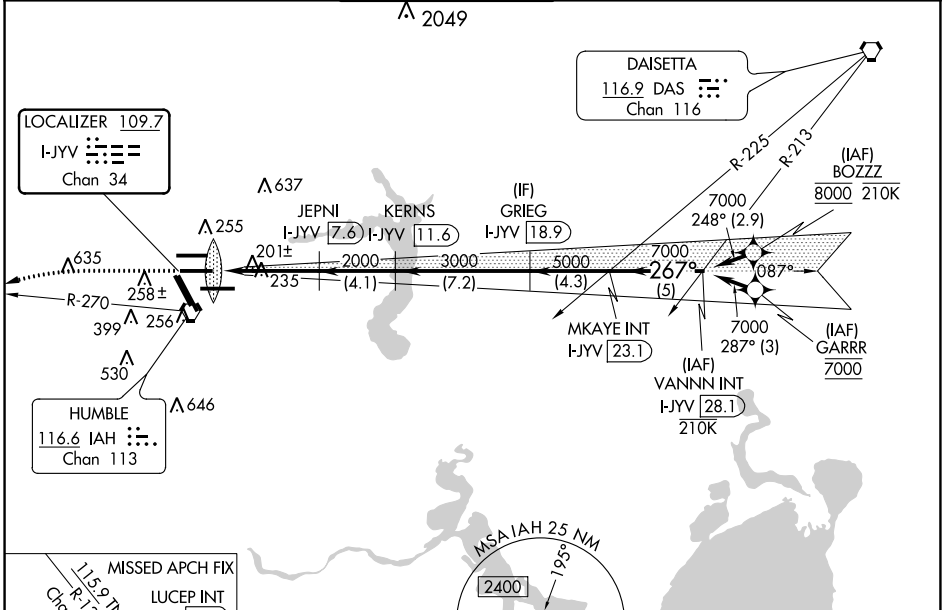 2049
DAISETTA
116.9 DAS
Chan 116
LOCALIZER 109.7
I-JYV
Chan 34
R-225
R-213
(IAF)
BOZZZ
8000 210K
637
(IF)
JEPNI
KERNS
GRIEG
I-JYV 7.6
I-JYV 11.6
I-JYV 18.9
7000
248° (2.9)
255
201±
235
635
258±
2000
(4.1)
3000
(7.2)
5000
(4.3)
7000
267°
(5)
087°
R-270
399
256
530
646
MKAYE INT
I-JYV 23.1
7000
287° (3)
(IAF)
GARRR
7000
(IAF)
VANNN INT
I-JYV 28.1
210K
HUMBLE
116.6 IAH
Chan 113
MISSED APCH FIX
LUCEP INT
115.9
MSA IAH 25 NM
195°
2400